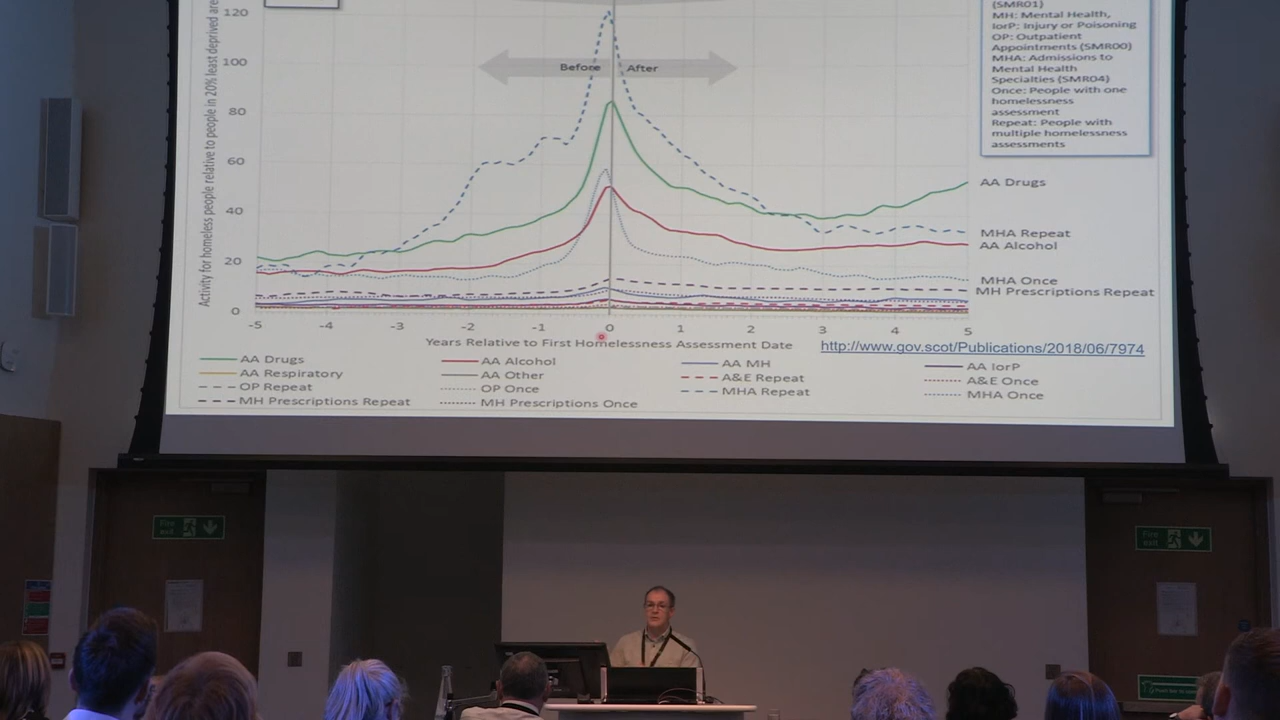 (SMR01)
MH: Mental Health,
IorP: Injury or Poisoning
OP: Outpatient
Appointments (SMR00)
MHA: Admissions to
Mental Health
Specialties (SMR04)
Once: People with one
homelessness
assessment
Repeat: People with
multiple homelessness
assessments
Activity for homeless people relative to people in 20% least deprived are
120
100
80
60
40
20
0
Before After
AA Drugs
MHA Repeat
AA Alcohol
MHA Once
MH Prescriptions Repeat
-5 -4 -3 -2 -1 0 1 2 3 4 5
Years Relative to First Homelessness Assessment Date
http://www.gov.scot/Publications/2018/06/7974
AA Drugs AA Alcohol AA MH AA IorP
AA Respiratory AA Other A&E Repeat A&E Once
OP Repeat OP Once MHA Repeat MHA Once
MH Prescriptions Repeat MH Prescriptions Once
Fire
exit
Fire
exit